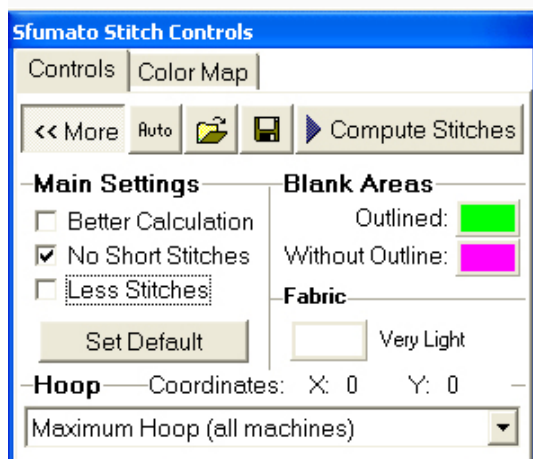 Sfumato Stitch Controls
Controls Color Map
<< More Auto Compute Stitches
Main Settings
Better Calculation
No Short Stitches
Less Stitches
Set Default
Blank Areas
Outlined:
Without Outline:
Fabric
Very Light
Hoop Coordinates: X: 0 Y: 0
Maximum Hoop (all machines)